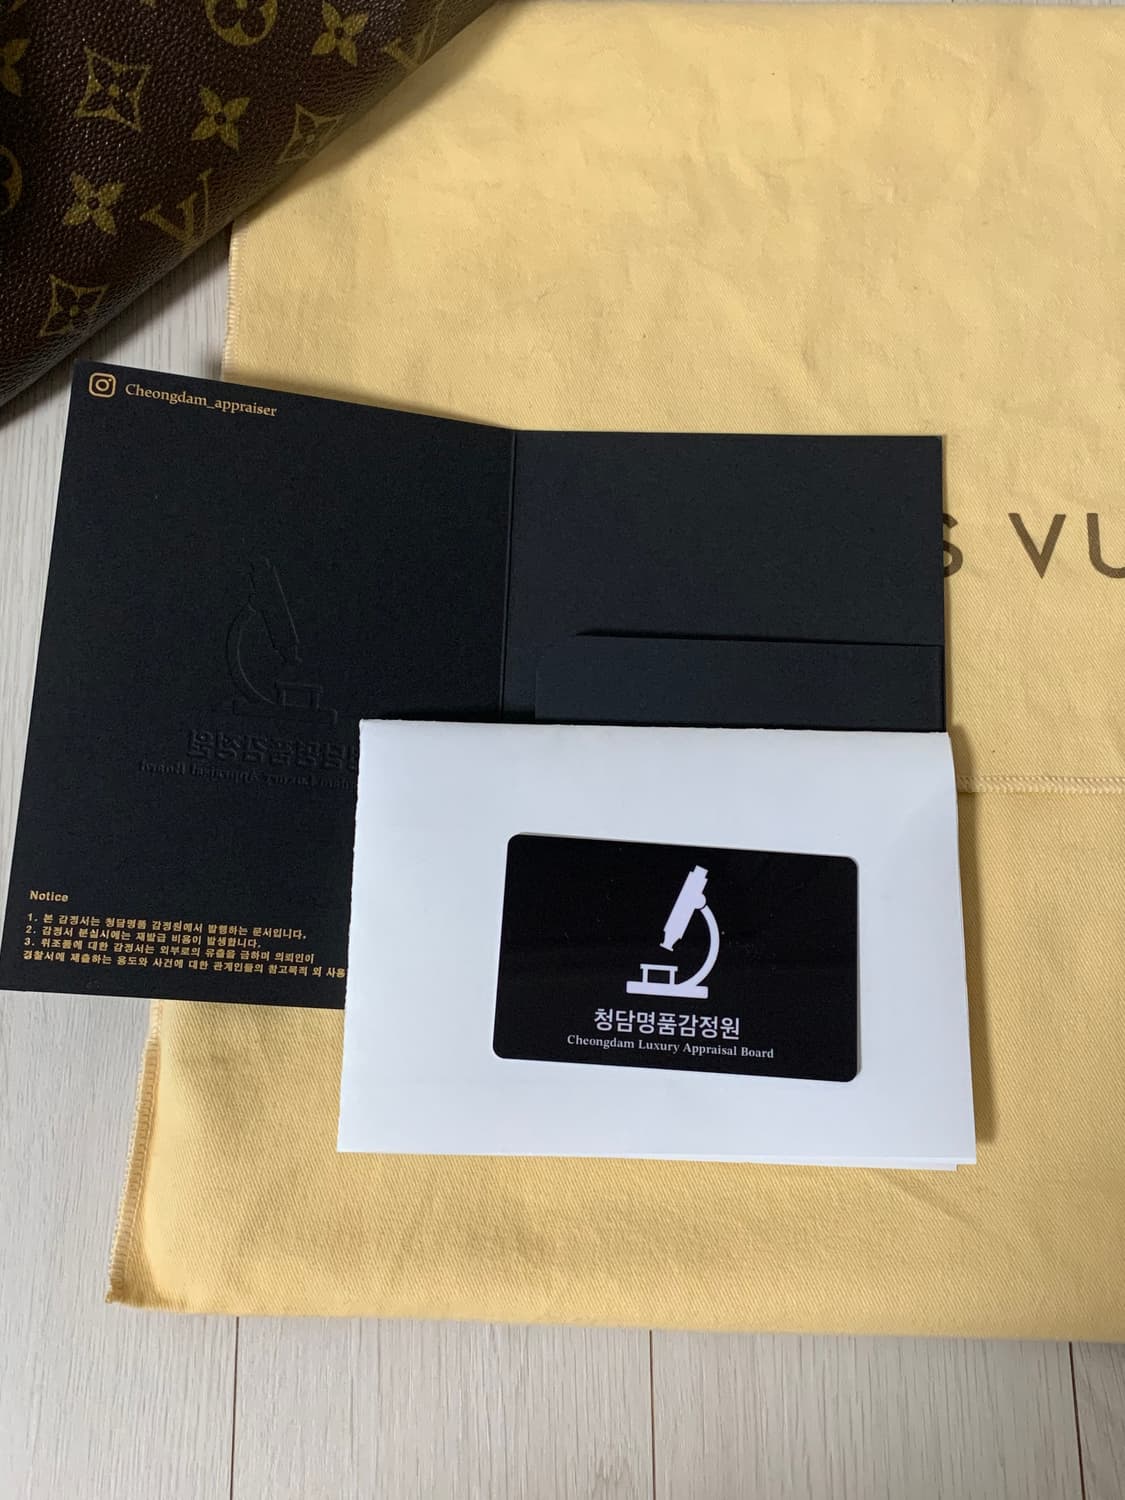 Cheongdam_appraiser
S VU
Notice
1. 본 감정서는 청담명품 감정원에서 발행하는 문서입니다.
2. 감정서 분실시에는 재발급 비용이 발생합니다.
3. 위조품에 대한 감정서는 외부로의 유출을 금하며 의뢰인이
경찰서에 제출하는 용도와 사건에 대한 관계인들의 참고목적 외 사용
청담명품감정원
Cheongdam Luxury Appraisal Board